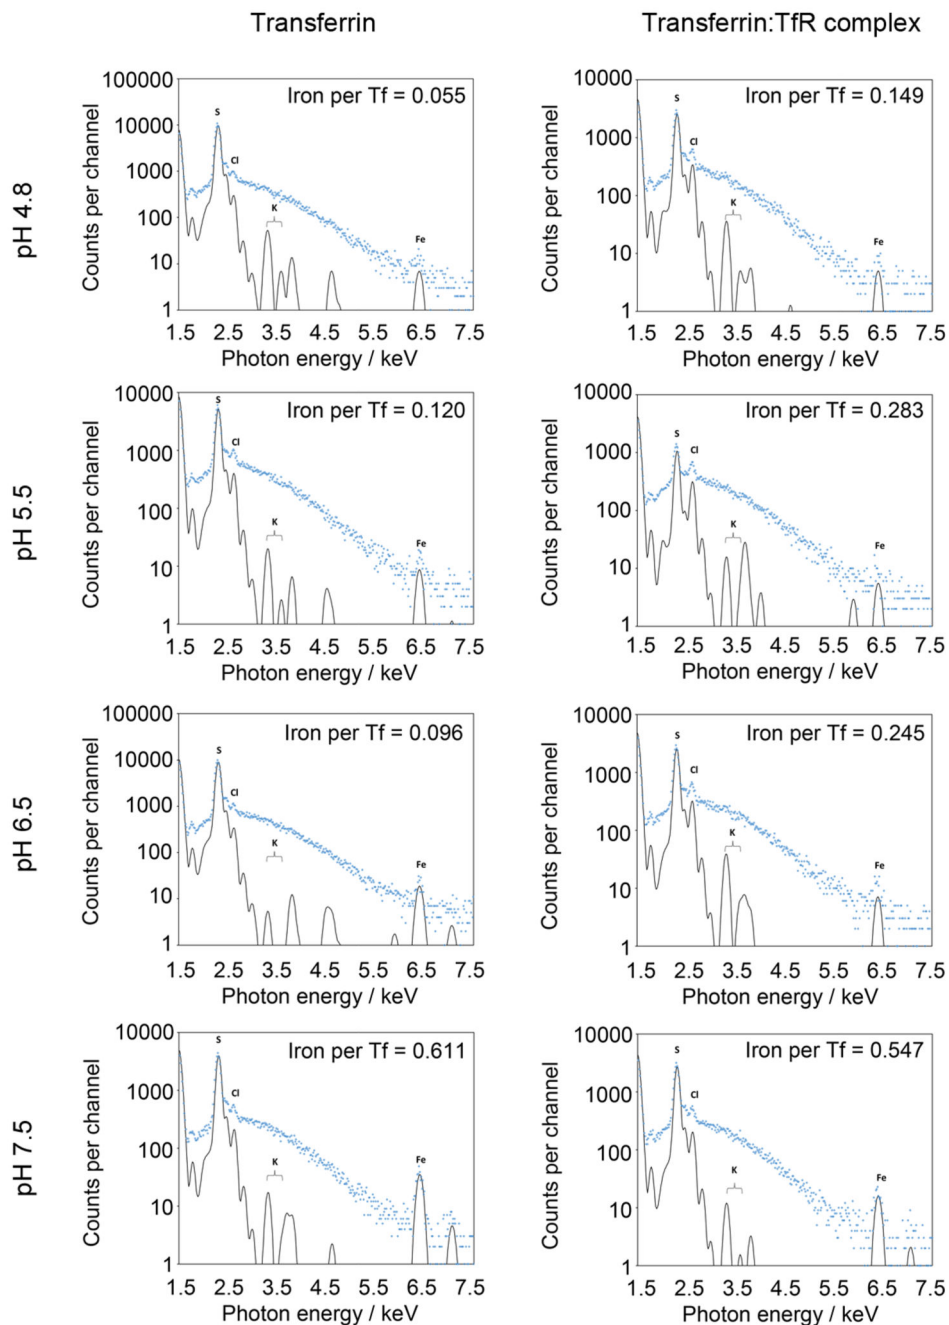 Transferrin
Transferrin:TfR complex
pH 4.8
Counts per channel
100000
10000
1000
100
10
1
Iron per Tf = 0.055
S
Cl
K
Fe
1.5 2.5 3.5 4.5 5.5 6.5 7.5
Photon energy / keV
Counts per channel
10000
1000
100
10
1
Iron per Tf = 0.149
S
Cl
K
Fe
1.5 2.5 3.5 4.5 5.5 6.5 7.5
Photon energy / keV
pH 5.5
Counts per channel
10000
1000
100
10
1
Iron per Tf = 0.120
S
Cl
K
Fe
1.5 2.5 3.5 4.5 5.5 6.5 7.5
Photon energy / keV
Counts per channel
10000
1000
100
10
1
Iron per Tf = 0.283
S
Cl
K
Fe
1.5 2.5 3.5 4.5 5.5 6.5 7.5
Photon energy / keV
pH 6.5
Counts per channel
100000
10000
1000
100
10
1
Iron per Tf = 0.096
S
Cl
K
Fe
1.5 2.5 3.5 4.5 5.5 6.5 7.5
Photon energy / keV
Counts per channel
10000
1000
100
10
1
Iron per Tf = 0.245
S
Cl
K
Fe
1.5 2.5 3.5 4.5 5.5 6.5 7.5
Photon energy / keV
pH 7.5
Counts per channel
10000
1000
100
10
1
Iron per Tf = 0.611
S
Cl
K
Fe
1.5 2.5 3.5 4.5 5.5 6.5 7.5
Photon energy / keV
Counts per channel
10000
1000
100
10
1
Iron per Tf = 0.547
S
Cl
K
Fe
1.5 2.5 3.5 4.5 5.5 6.5 7.5
Photon energy / keV